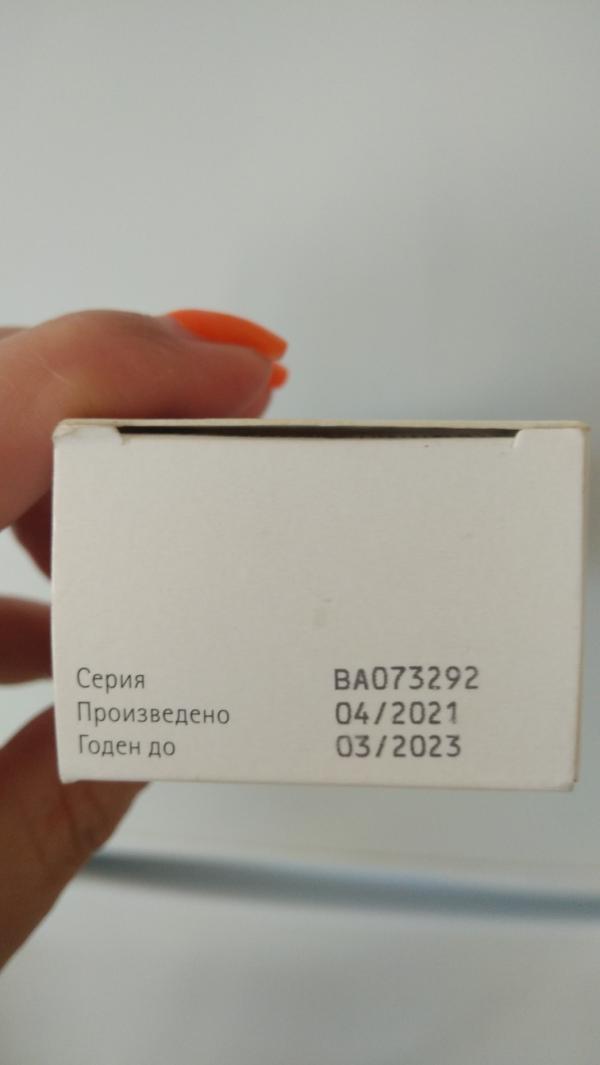 Серия BA073292
Произведено 04/2021
Годен до 03/2023